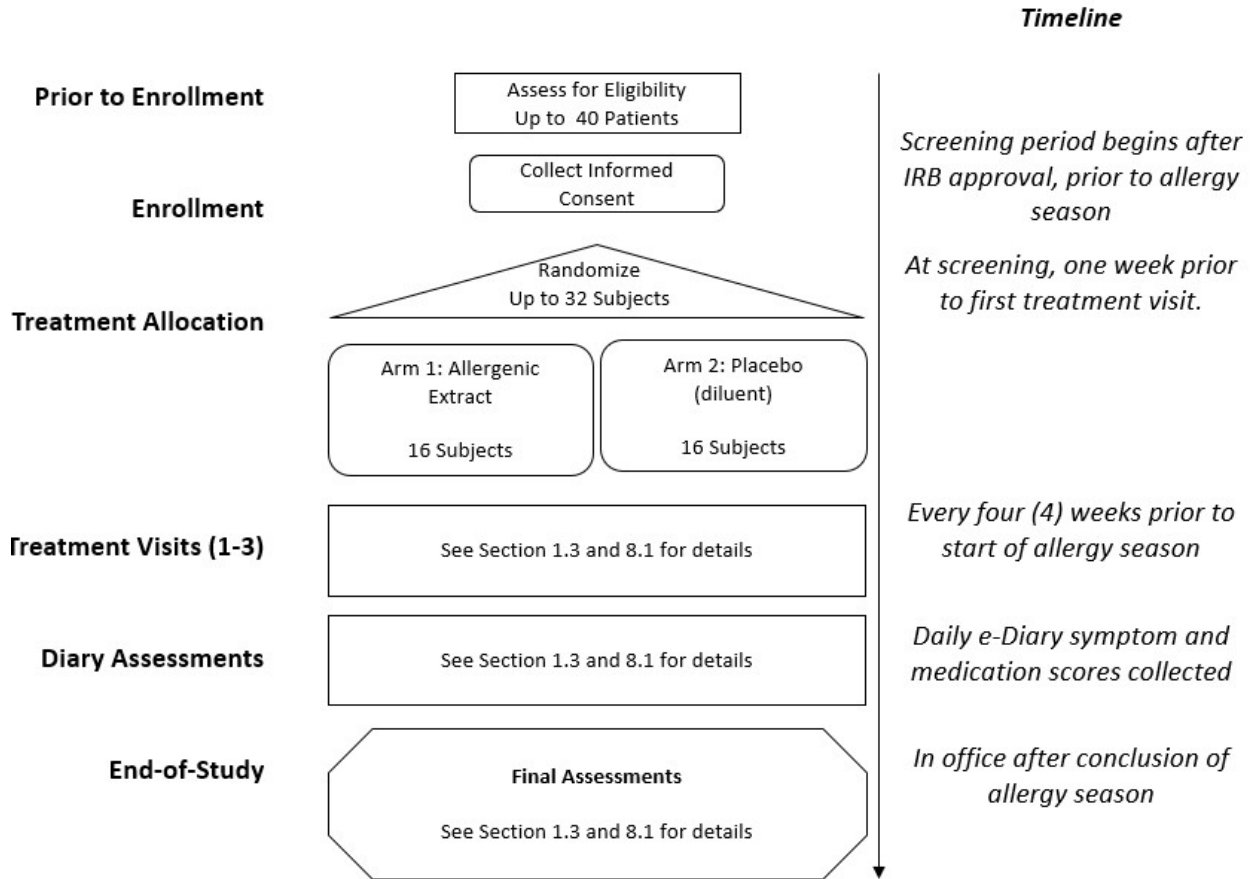 Timeline
Prior to Enrollment
Assess for Eligibility
Up to 40 Patients
Screening period begins after
IRB approval, prior to allergy
season
Enrollment
Collect Informed
Consent
Treatment Allocation
Randomize
Up to 32 Subjects
At screening, one week prior
to first treatment visit.
Arm 1: Allergenic
Extract
16 Subjects
Arm 2: Placebo
(diluent)
16 Subjects
Treatment Visits (1-3)
See Section 1.3 and 8.1 for details
Every four (4) weeks prior to
start of allergy season
Diary Assessments
See Section 1.3 and 8.1 for details
Daily e-Diary symptom and
medication scores collected
End-of-Study
Final Assessments
See Section 1.3 and 8.1 for details
In office after conclusion of
allergy season